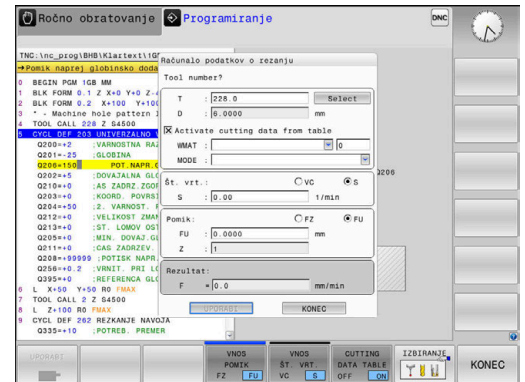 Ročno obratovanje
Programiranje
DNC
TNC:\nc_prog\BHB\Klartext\1G
→Pomik naprej globinsko doda
0 BEGIN PGM 1GB MM
1 BLK FORM 0.1 Z X+0 Y+0 Z-
2 BLK FORM 0.2 X+100 Y+100
3 * - Machine hole pattern
4 TOOL CALL 2 Z S4500
5 CYCL DEF 203 UNIVERZALNO
Q200=+2 ;VARNOSTNA RAZ
Q201=-25 ;GLOBINA
Q206=150 POT.NAPR.G
Q202=+5 ;DOVAJALNA GLO
Q210=+0 ;AS ZADRZ.ZGOR
Q203=+0 ;KOORD. POVRSI
Q204=+50 ;2. VARNOST.
Q212=+0 ;VELIKOST ZMAN
Q213=+0 ;ST. LOMOV OST
Q205=+0 ;MIN. DOVAJ.GL
Q211=+0 ;CAS ZADRZEV.
Q208=+99999 ;POTISK NAPR.
Q256=+0.2 ;VRNIT. PRI LO
Q395=+0 ;REFERENCA GLO
6 L X+50 Y+50 R0 FMAX
7 TOOL CALL 2 Z S4500
8 L Z+100 R0 FMAX
9 CYCL DEF 262 REZKANJE NAVOJA
Q335=+10 ;POTREB. PREMER
Računalo podatkov o rezanju
Tool number?
T : 228.0 Select
D : 6.0000 mm
Activate cutting data from table
WMAT : 0
MODE :
Št. vrt.: VC S
S : 0.00 1/min
Pomik: FZ FU
FU : 0.0000 mm
Z : 1
Rezultat:
F = 0.0 mm/min
UPORABI KONEC
Q206
UPORABI
VNOS POMIK FZ FU
VNOS ŠT. VRT. VC S
CUTTING DATA TABLE OFF ON
IZBIRANJE
KONEC